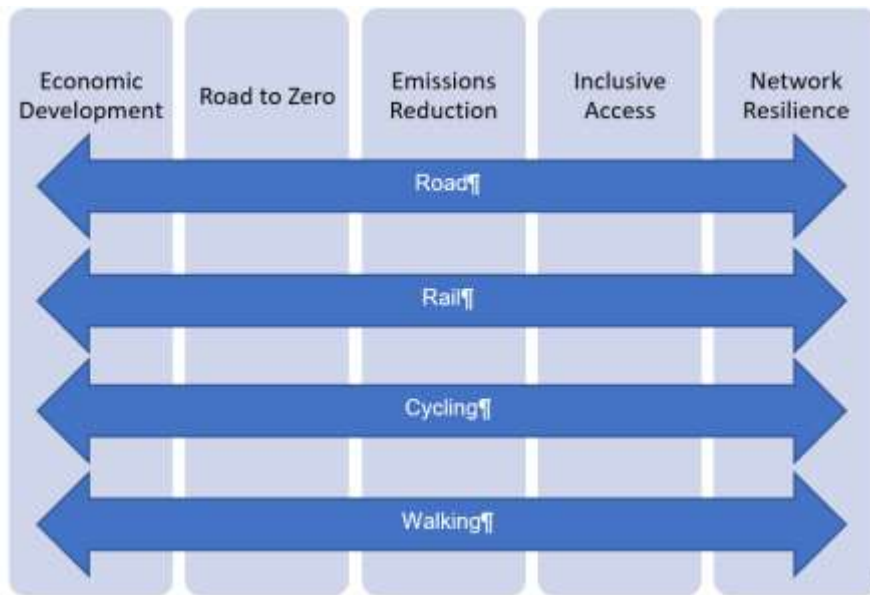 Economic
Development
Road to Zero
Emissions
Reduction
Inclusive
Access
Network
Resilience
Road¶
Rail¶
Cycling¶
Walking¶